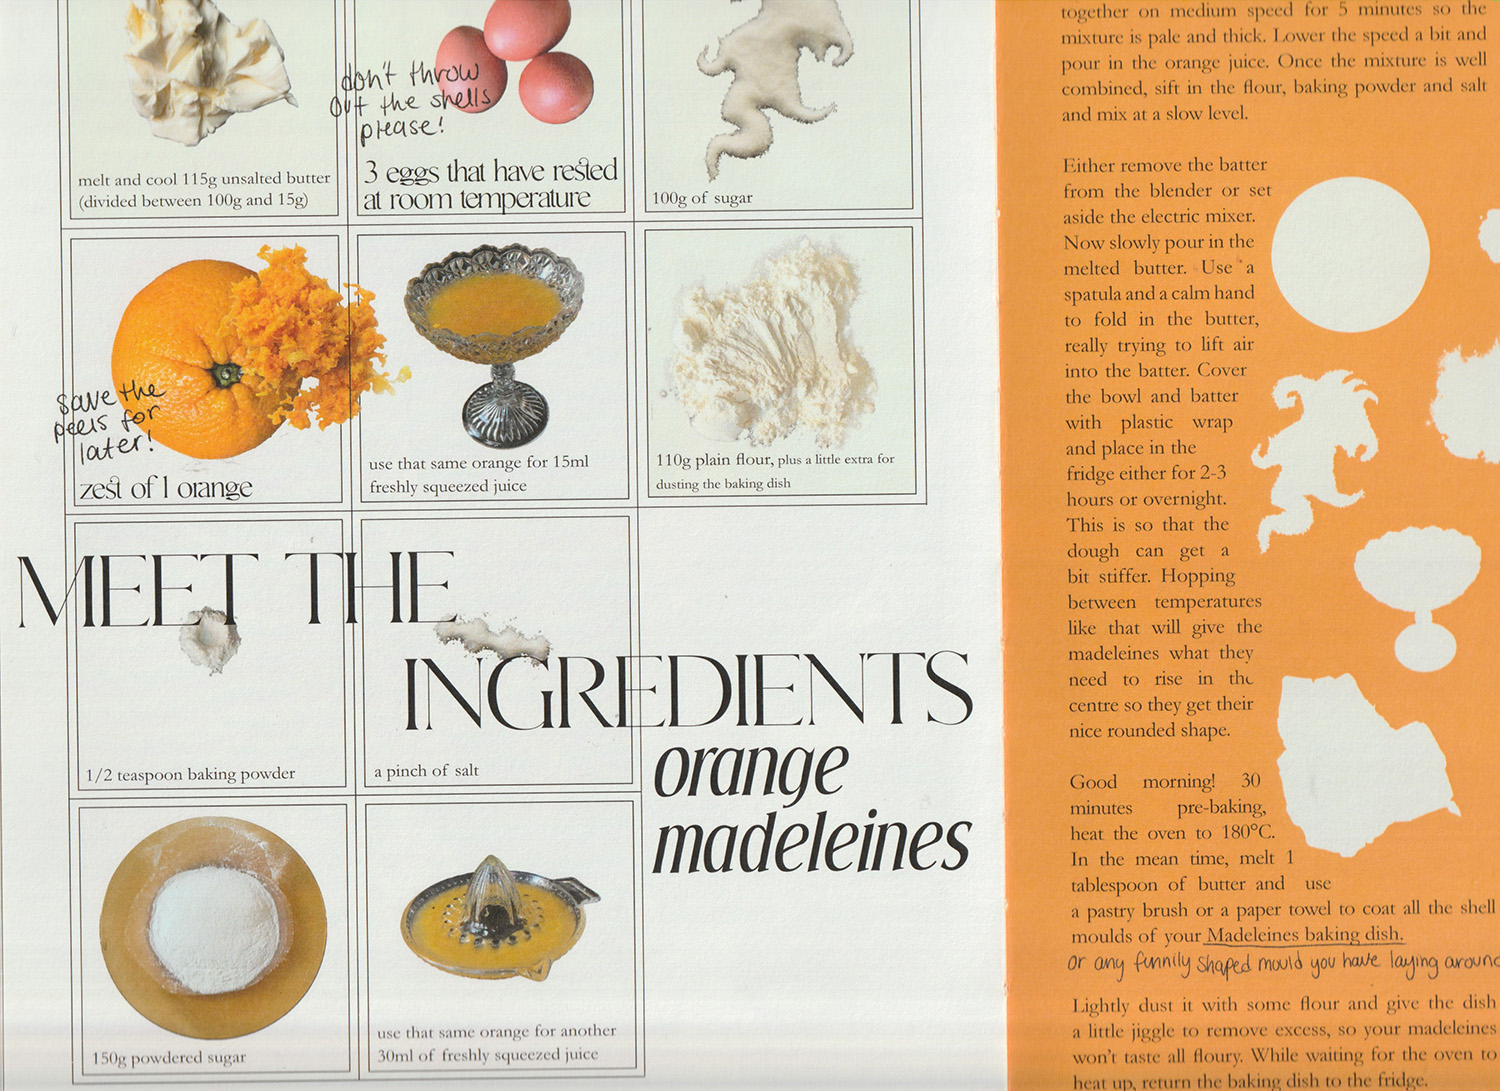 don't throw
out the shells
please!
melt and cool 115g unsalted butter
(divided between 100g and 15g)
3 eggs that have rested
at room temperature
100g of sugar
save the
peels for
later!
zest of 1 orange
use that same orange for 15ml
freshly squeezed juice
110g plain flour, plus a little extra for
dusting the baking dish
MEET THE
INGREDIENTS
orange
madeleines
1/2 teaspoon baking powder
a pinch of salt
150g powdered sugar
use that same orange for another
30ml of freshly squeezed juice
together on medium speed for 5 minutes so the
mixture is pale and thick. Lower the speed a bit and
pour in the orange juice. Once the mixture is well
combined, sift in the flour, baking powder and salt
and mix at a slow level.
Either remove the batter
from the blender or set
aside the electric mixer.
Now slowly pour in the
melted butter. Use a
spatula and a calm hand
to fold in the butter,
really trying to lift air
into the batter. Cover
the bowl and batter
with plastic wrap
and place in the
fridge either for 2-3
hours or overnight.
This is so that the
dough can get a
bit stiffer. Hopping
between temperatures
like that will give the
madeleines what they
need to rise in the
centre so they get their
nice rounded shape.
Good morning! 30
minutes pre-baking,
heat the oven to 180°C.
In the mean time, melt 1
tablespoon of butter and use
a pastry brush or a paper towel to coat all the shell
moulds of your Madeleines baking dish.
or any funnily shaped mould you have laying around
Lightly dust it with some flour and give the dish
a little jiggle to remove excess, so your madeleines
won't taste all floury. While waiting for the oven to
heat up, return the baking dish to the fridge.